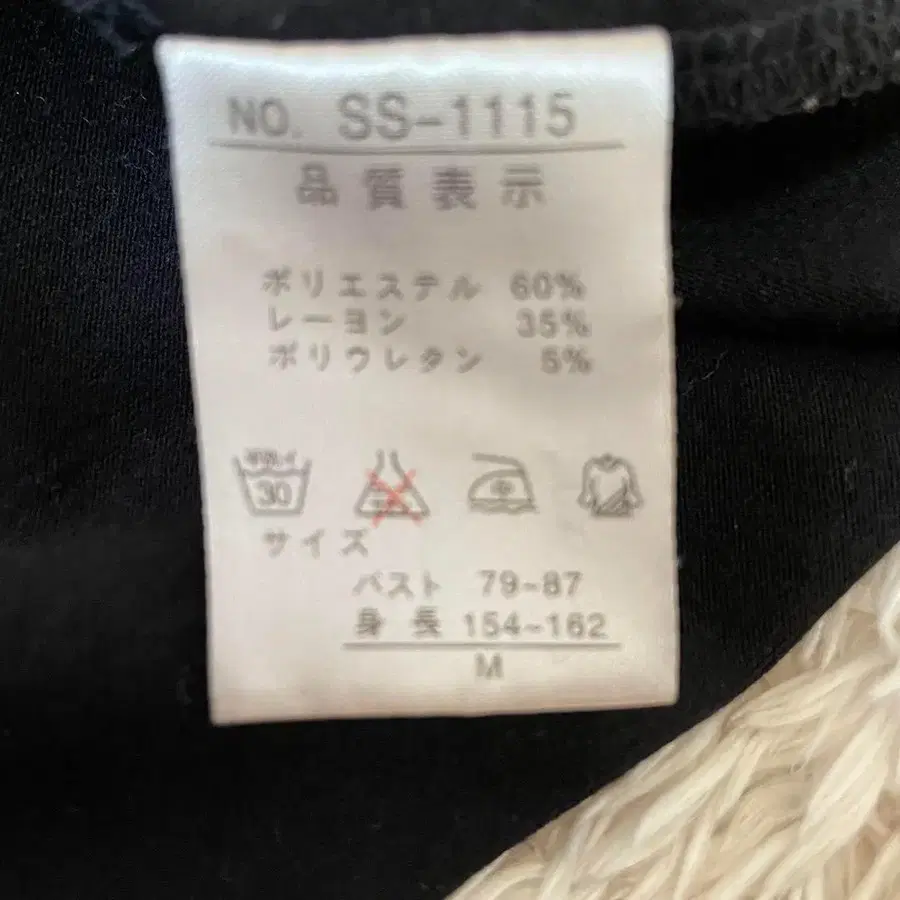 NO. SS-1115
品質表示
ポリエステル 60%
レーヨン 35%
ポリウレタン 5%
30
サイズ
バスト 79-87
身長 154-162
M